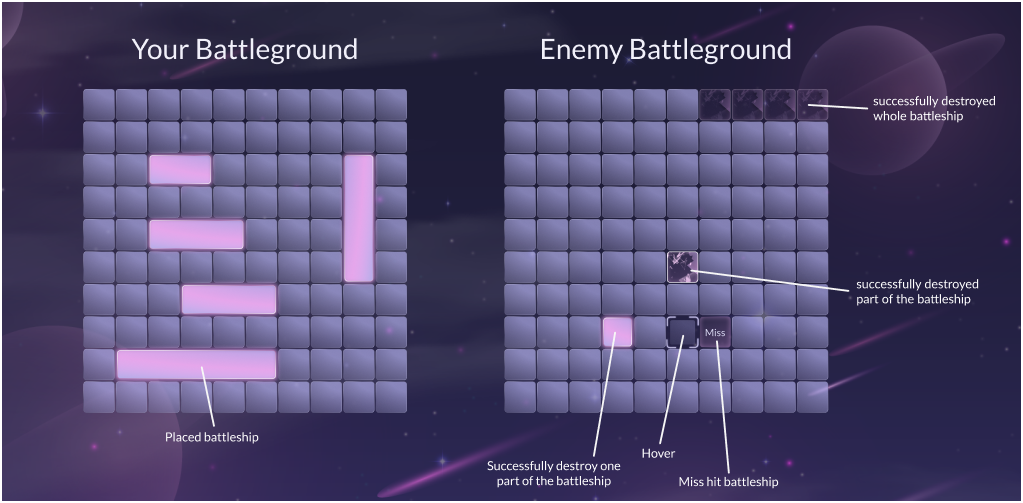 Your Battleground
Enemy Battleground
successfully destroyed
whole battleship
successfully destroyed
part of the battleship
Miss
Placed battleship
Hover
Successfully destroy one
part of the battleship
Miss hit battleship